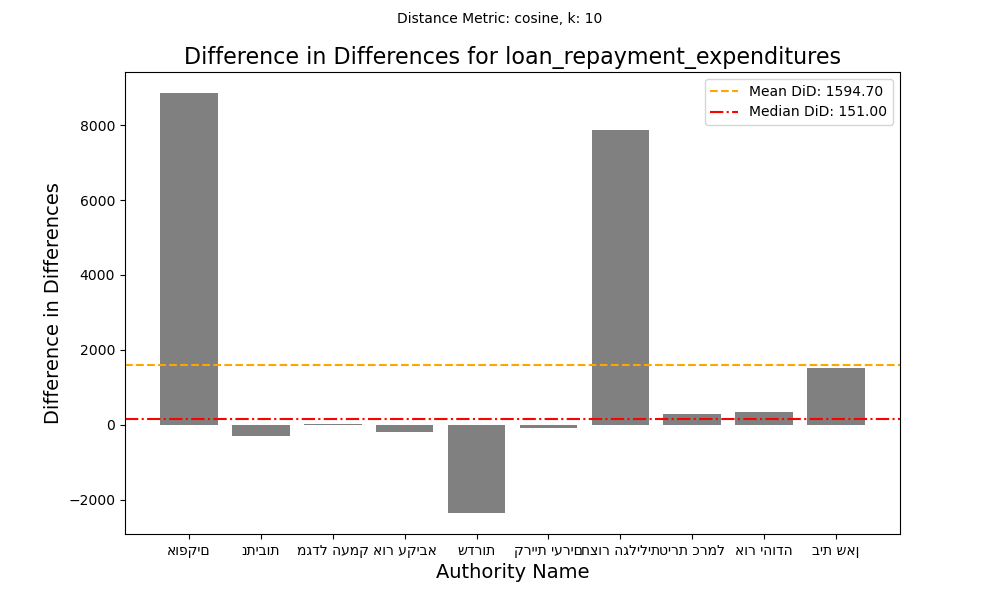 Distance Metric: cosine, k: 10
Difference in Differences for loan_repayment_expenditures
Mean DiD: 1594.70
Median DiD: 151.00
Difference in Differences
8000
6000
4000
2000
0
−2000
אופקים נתיבות מגדל העמק אור עקיבא שדרות קריית יערים חצור הגלילית טירת כרמל אור יהודה בית שאן
Authority Name